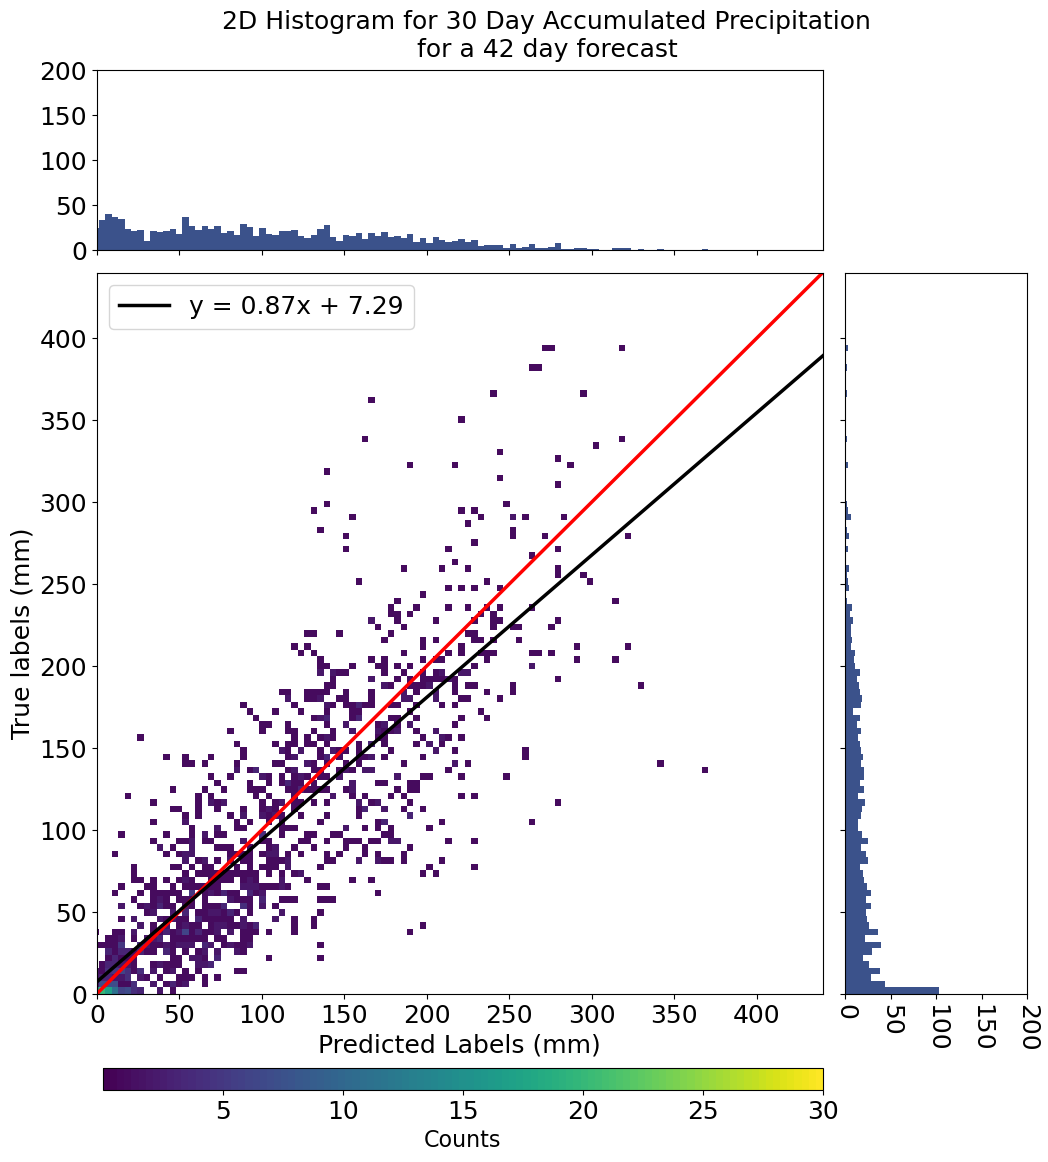 2D Histogram for 30 Day Accumulated Precipitation
for a 42 day forecast
200
150
100
50
0
y = 0.87x + 7.29
400
350
300
250
200
150
100
50
0
True labels (mm)
0 50 100 150 200 250 300 350 400
Predicted Labels (mm)
0 50 100 150 200
5 10 15 20 25 30
Counts